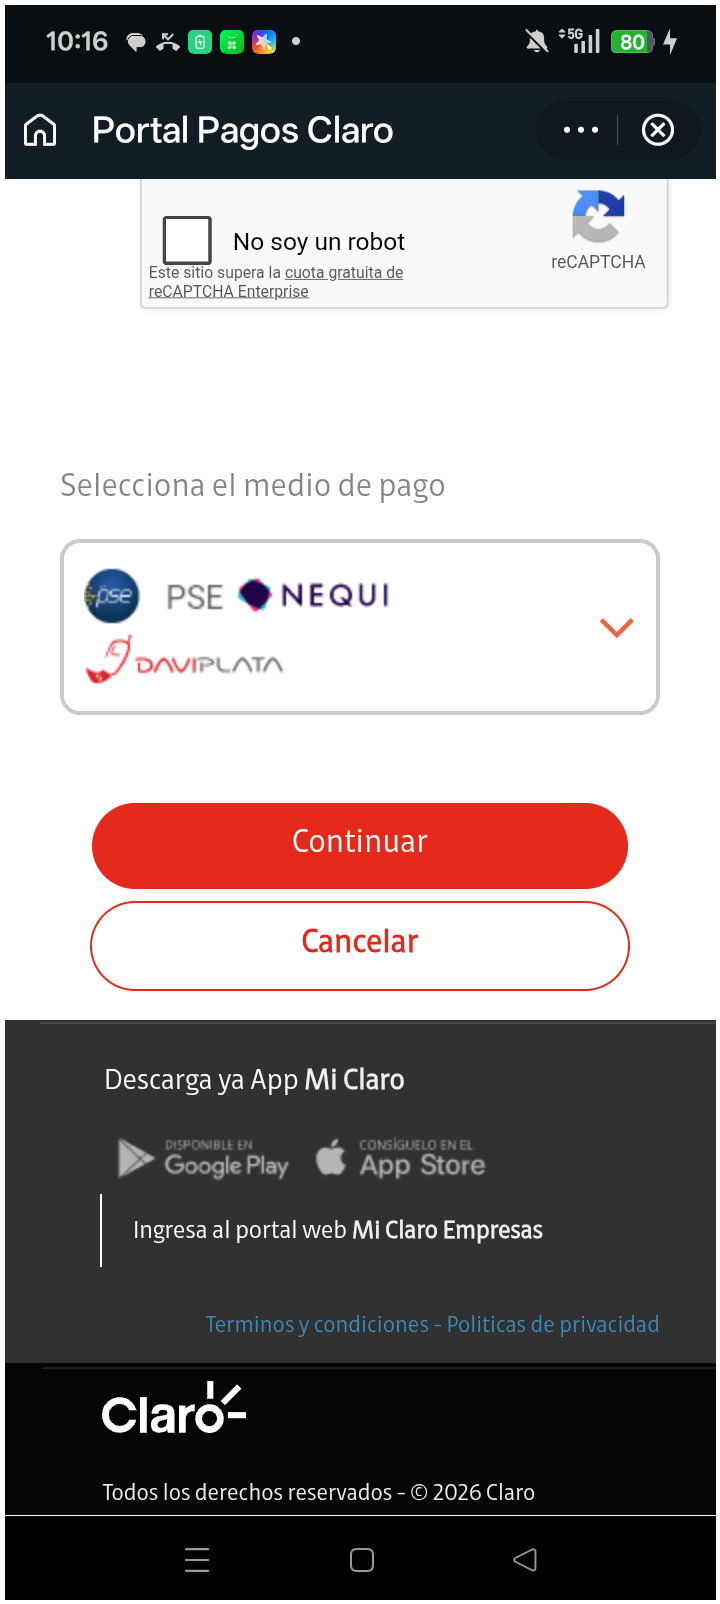 10:16 5G 80
Portal Pagos Claro
No soy un robot
Este sitio supera la cuota gratuita de
reCAPTCHA Enterprise
reCAPTCHA
Selecciona el medio de pago
pse PSE NEQUI
DAVIPLATA
Continuar
Cancelar
Descarga ya App Mi Claro
DISPONIBLE EN
Google Play
CONSÍGUELO EN EL
App Store
Ingresa al portal web Mi Claro Empresas
Terminos y condiciones - Politicas de privacidad
Claro
Todos los derechos reservados - © 2026 Claro